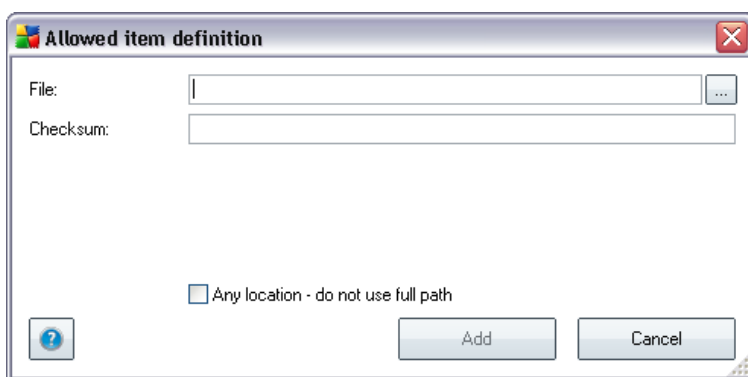 Allowed item definition
File:
...
Checksum:
Any location - do not use full path
?
Add
Cancel